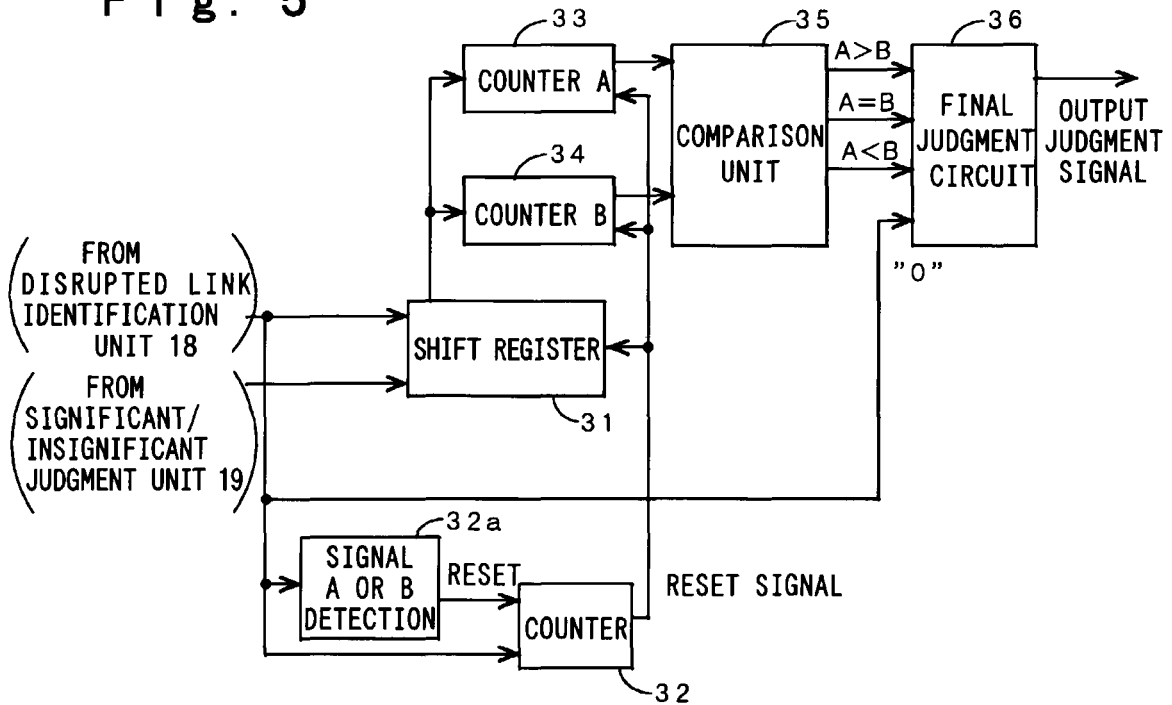 Fig. 5
33
COUNTER A
34
COUNTER B
35
COMPARISON
UNIT
A>B
A=B
A<B
36
FINAL
JUDGMENT
CIRCUIT
OUTPUT
JUDGMENT
SIGNAL
"0"
FROM
DISRUPTED LINK
IDENTIFICATION
UNIT 18
FROM
SIGNIFICANT/
INSIGNIFICANT
JUDGMENT UNIT 19
SHIFT REGISTER
31
32a
SIGNAL
A OR B
DETECTION
RESET
COUNTER
32
RESET SIGNAL